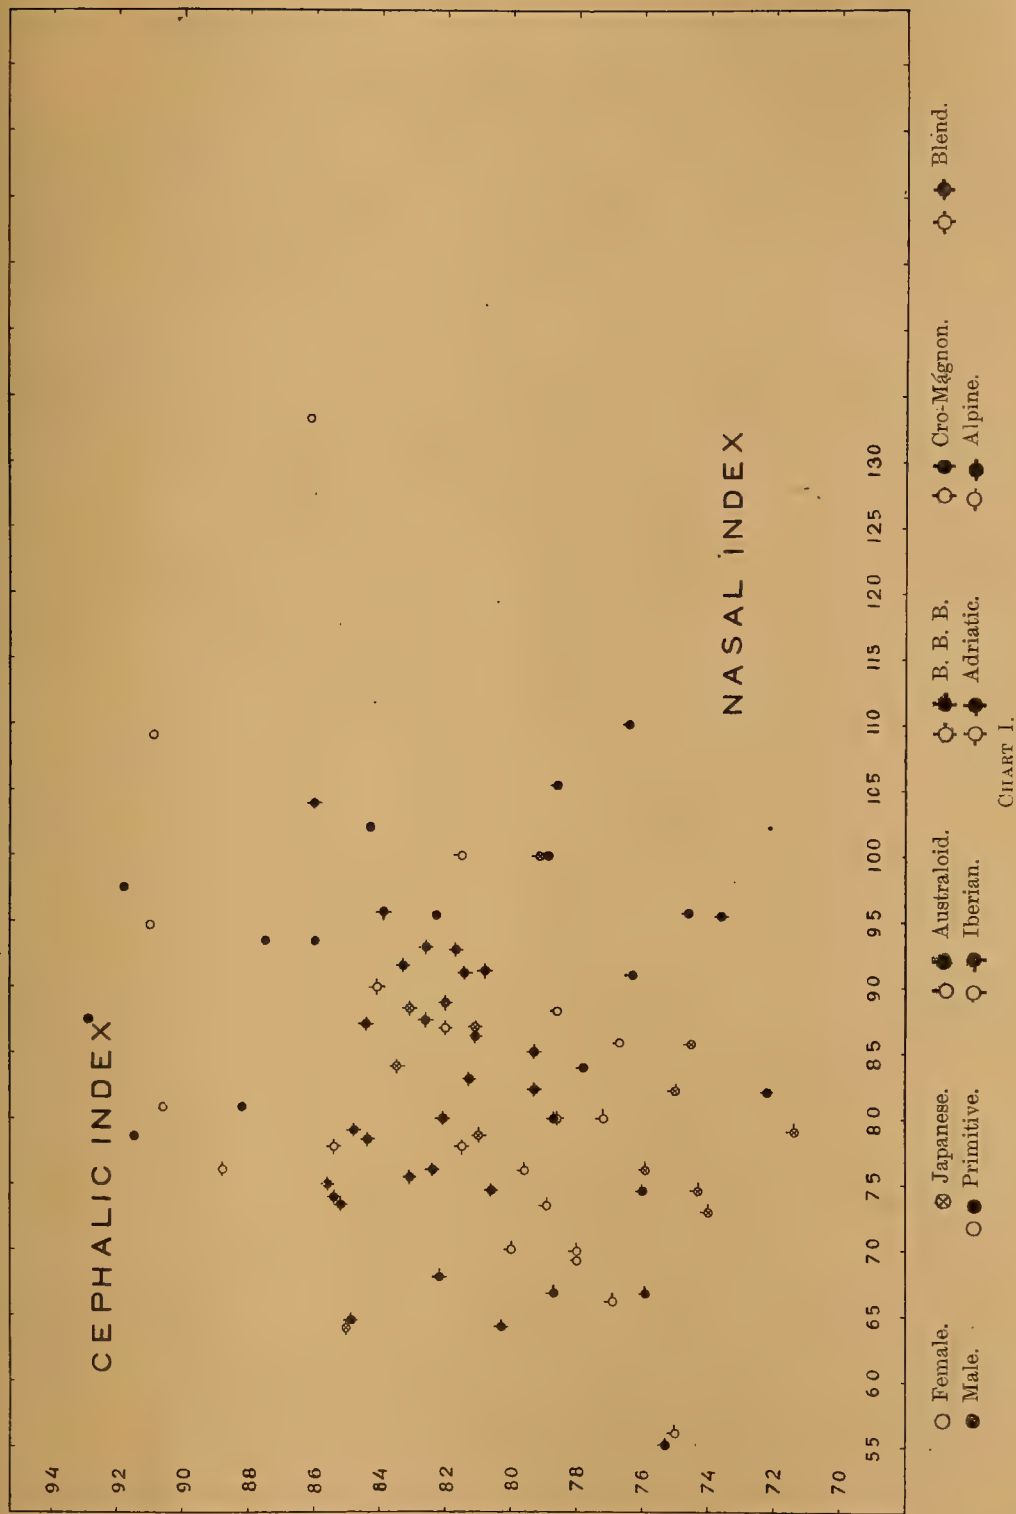 CEPHALIC INDEX
94
92
90
88
86
84
82
80
78
76
74
72
70
NASAL INDEX
55 60 65 70 75 80 85 90 95 100 105 110 115 120 125 130
Female. Japanese. Australoid. B. B. B. Cro-Magnon. Blend.
Male. Primitive. Iberian. Adriatic. Alpine.
CHART I.